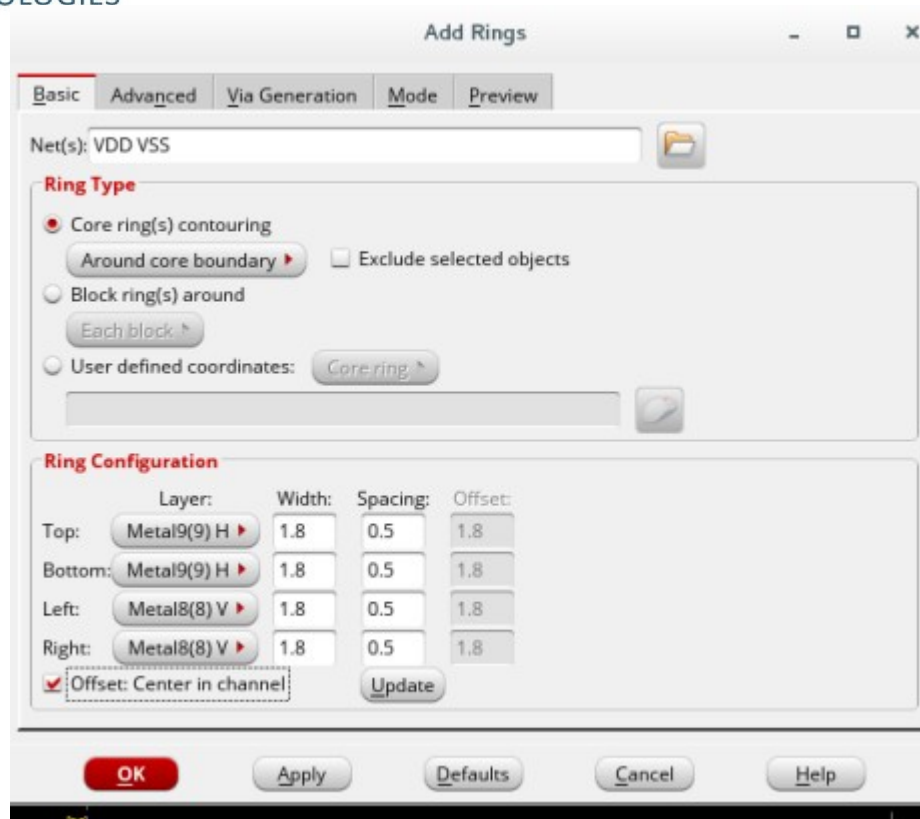 OLOGIES
Add Rings
Basic Advanced Via Generation Mode Preview
Net(s): VDD VSS
Ring Type
Core ring(s) contouring
Around core boundary Exclude selected objects
Block ring(s) around
Each block
User defined coordinates: Core ring
Ring Configuration
Layer: Width: Spacing: Offset:
Top: Metal9(9) H 1.8 0.5 1.8
Bottom: Metal9(9) H 1.8 0.5 1.8
Left: Metal8(8) V 1.8 0.5 1.8
Right: Metal8(8) V 1.8 0.5 1.8
Offset: Center in channel Update
OK Apply Defaults Cancel Help